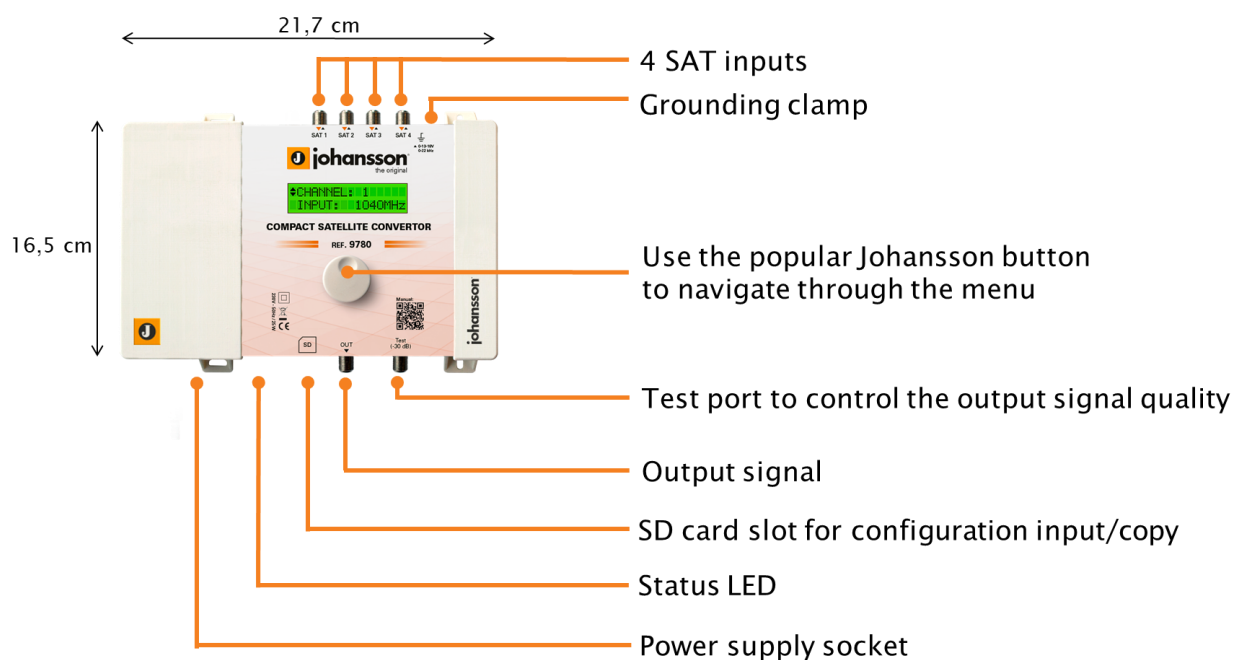 21,7 cm
4 SAT inputs
Grounding clamp
SAT 1 SAT 2 SAT 3 SAT 4
J johansson
the original
16,5 cm
CHANNEL: 1
INPUT: 1040MHz
COMPACT SATELLITE CONVERTOR
REF. 9780
Use the popular Johansson button
to navigate through the menu
Manual
johansson
J
CE
SD
OUT
Test
(-30 dB)
Test port to control the output signal quality
Output signal
SD card slot for configuration input/copy
Status LED
Power supply socket